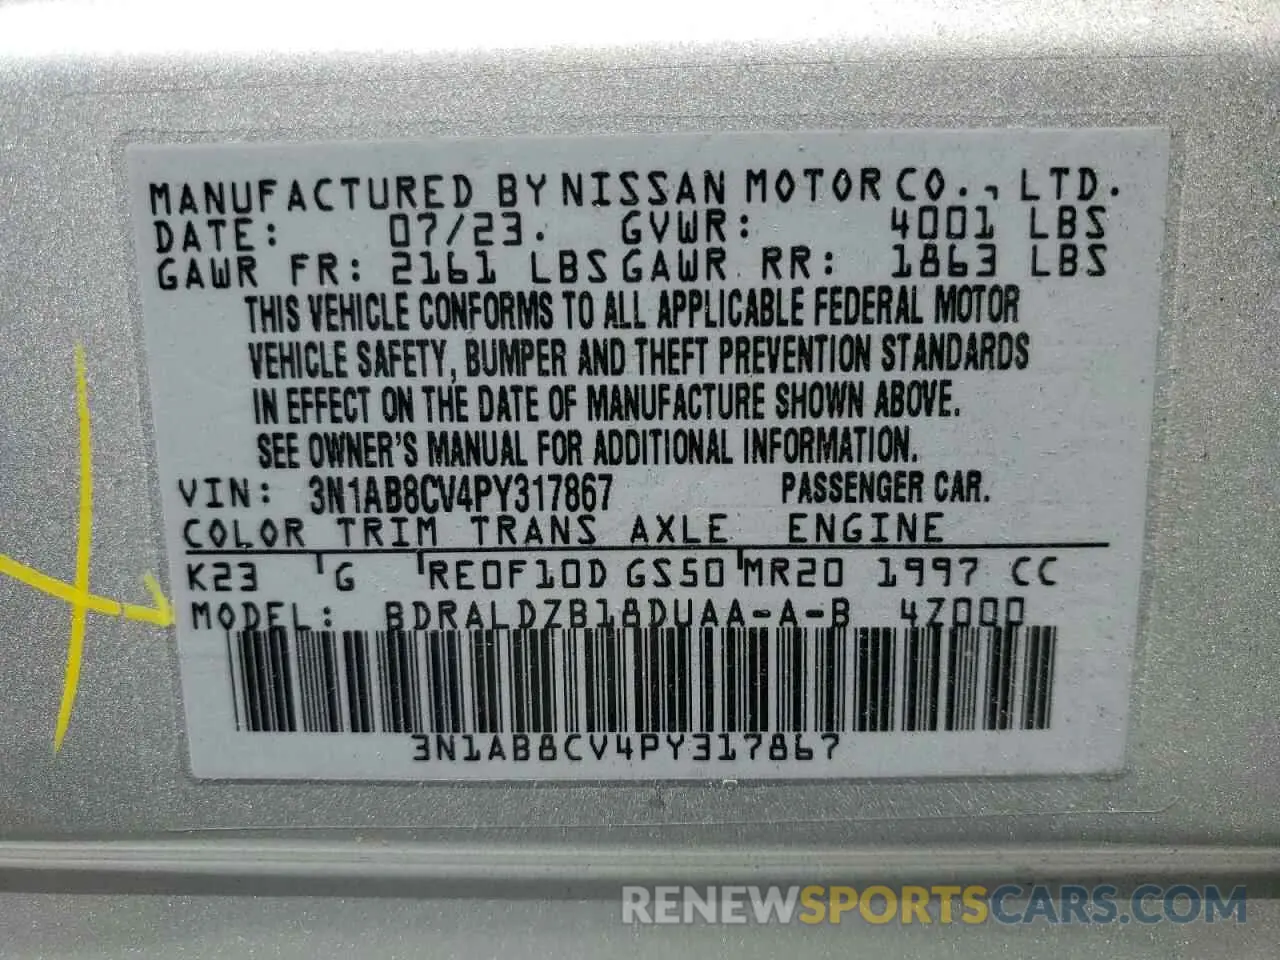 MANUFACTURED BY NISSAN MOTOR CO., LTD.
DATE: 07/23. GVWR: 4001 LBS
GAWR FR: 2161 LBS GAWR RR: 1863 LBS
THIS VEHICLE CONFORMS TO ALL APPLICABLE FEDERAL MOTOR
VEHICLE SAFETY, BUMPER AND THEFT PREVENTION STANDARDS
IN EFFECT ON THE DATE OF MANUFACTURE SHOWN ABOVE.
SEE OWNER'S MANUAL FOR ADDITIONAL INFORMATION.
VIN: 3N1AB8CV4PY317867 PASSENGER CAR.
COLOR TRIM TRANS AXLE ENGINE
K23 G RE0F10D GS50 MR20 1997 CC
MODEL: BDRALDZB18DUAA-A-B 4Z000
3N1AB8CV4PY317867
RENEWSPORTSCARS.COM